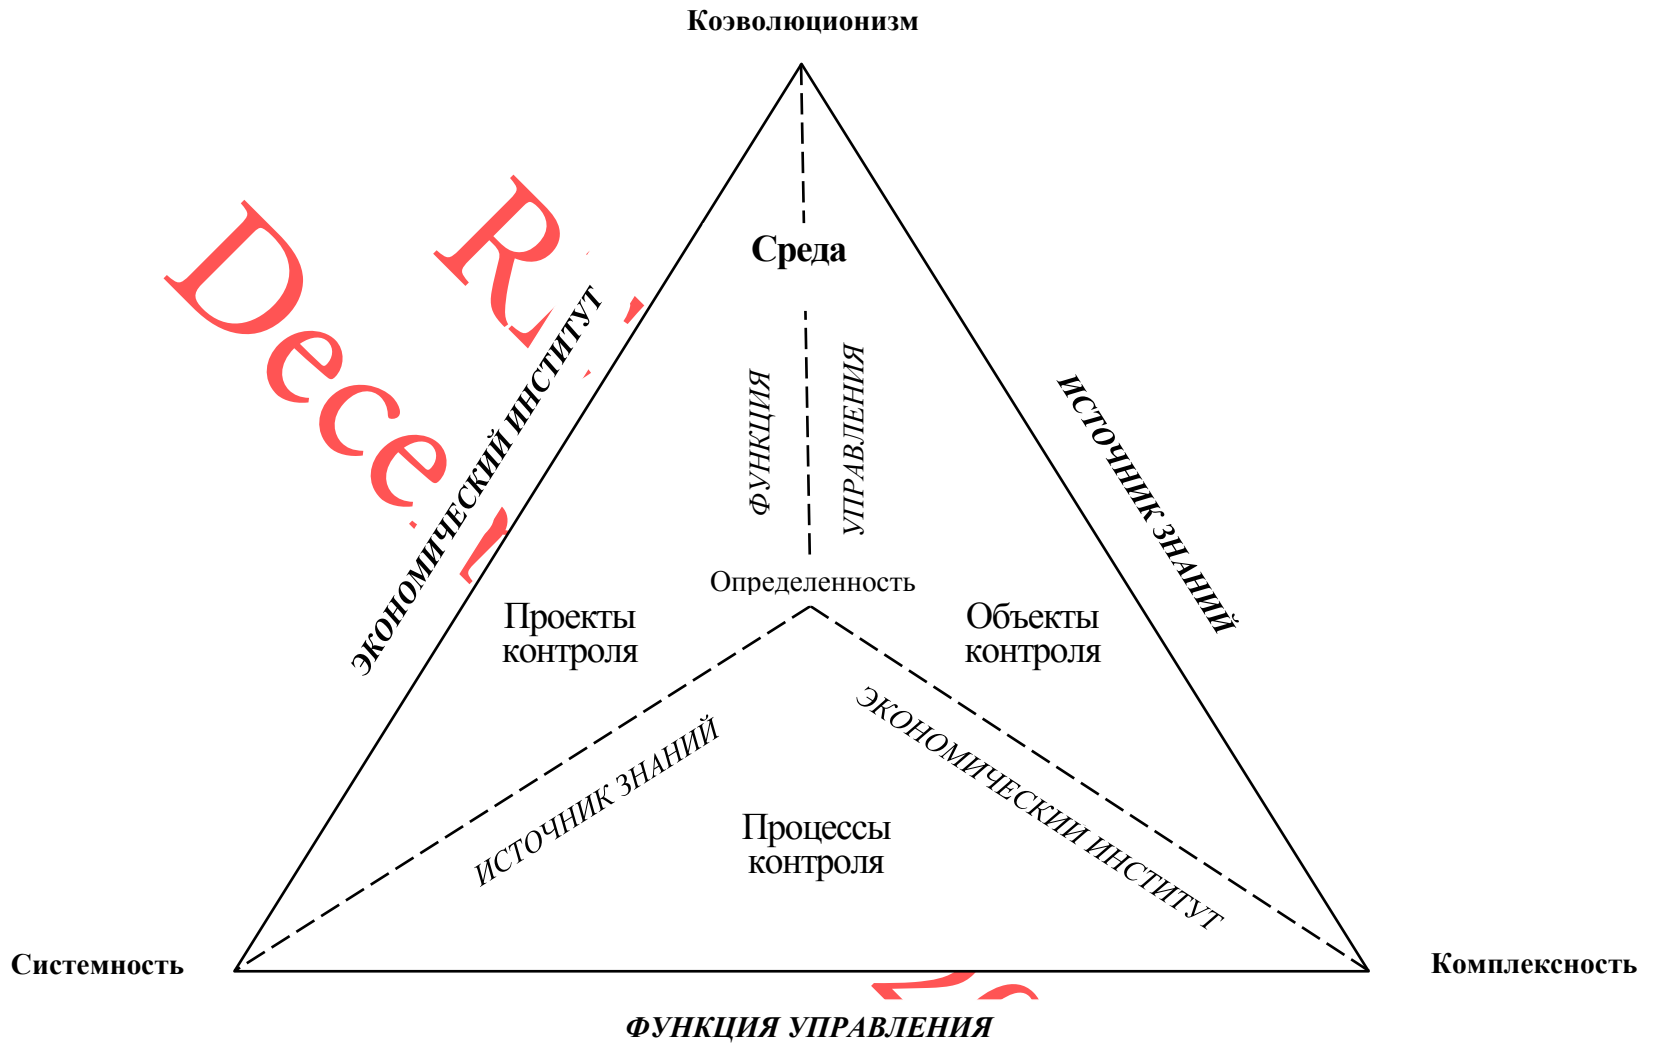 Коэволюционизм
Среда
ЭКОНОМИЧЕСКИЙ ИНСТИТУТ
ФУНКЦИЯ
УПРАВЛЕНИЯ
ИСТОЧНИК ЗНАНИЙ
Определенность
Проекты
контроля
Объекты
контроля
ИСТОЧНИК ЗНАНИЙ
ЭКОНОМИЧЕСКИЙ ИНСТИТУТ
Процессы
контроля
Системность
Комплексность
ФУНКЦИЯ УПРАВЛЕНИЯ